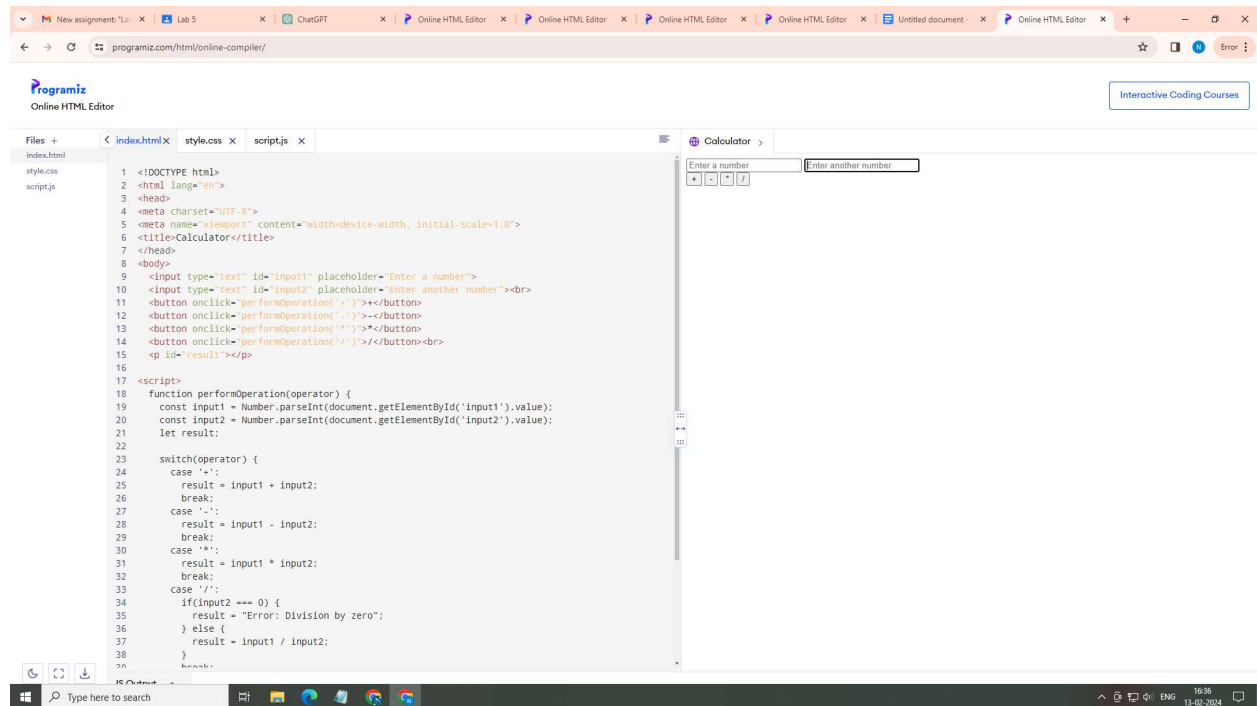 New assignment: "La
Lab 5
ChatGPT
Online HTML Editor
Online HTML Editor
Online HTML Editor
Online HTML Editor
Untitled document -
Online HTML Editor
programiz.com/html/online-compiler/
N
Error
Programiz
Online HTML Editor
Interactive Coding Courses
Files +
index.html
style.css
script.js
index.html
style.css
script.js
1 <!DOCTYPE html>
2 <html lang="en">
3 <head>
4 <meta charset="UTF-8">
5 <meta name="viewport" content="width=device-width, initial-scale=1.0">
6 <title>Calculator</title>
7 </head>
8 <body>
9 <input type="text" id="input1" placeholder="Enter a number">
10 <input type="text" id="input2" placeholder="Enter another number"><br>
11 <button onclick="performOperation('+')">+</button>
12 <button onclick="performOperation('-')">-</button>
13 <button onclick="performOperation('*')">*</button>
14 <button onclick="performOperation('/')">/</button><br>
15 <p id="result"></p>
16
17 <script>
18 function performOperation(operator) {
19 const input1 = Number.parseInt(document.getElementById('input1').value);
20 const input2 = Number.parseInt(document.getElementById('input2').value);
21 let result;
22
23 switch(operator) {
24 case '+':
25 result = input1 + input2;
26 break;
27 case '-':
28 result = input1 - input2;
29 break;
30 case '*':
31 result = input1 * input2;
32 break;
33 case '/':
34 if(input2 === 0) {
35 result = "Error: Division by zero";
36 } else {
37 result = input1 / input2;
38 }
39 break;
JS Output
Calculator
Enter a number
Enter another number
+ - * /
Type here to search
ENG
16:36
13-02-2024